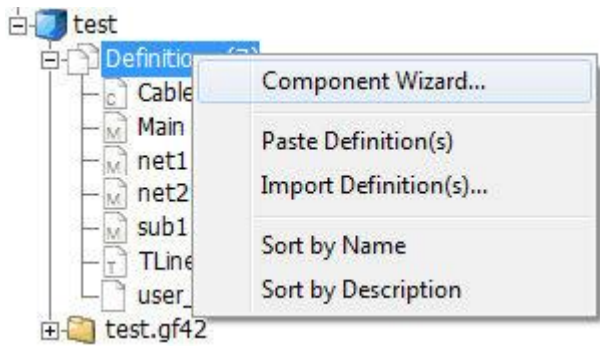 test
Definitio
Cable
Main
net1
net2
sub1
TLine
user_
test.gf42
Component Wizard...
Paste Definition(s)
Import Definition(s)...
Sort by Name
Sort by Description
C
M
M
M
M
T